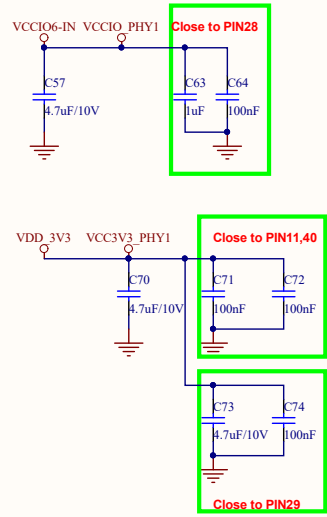 VCCIO6-IN VCCIO_PHY1 Close to PIN28
C57 C63 C64
4.7uF/10V 1uF 100nF
VDD_3V3 VCC3V3_PHY1 Close to PIN11,40
C70 C71 C72
4.7uF/10V 100nF 100nF
C73 C74
4.7uF/10V 100nF
Close to PIN29